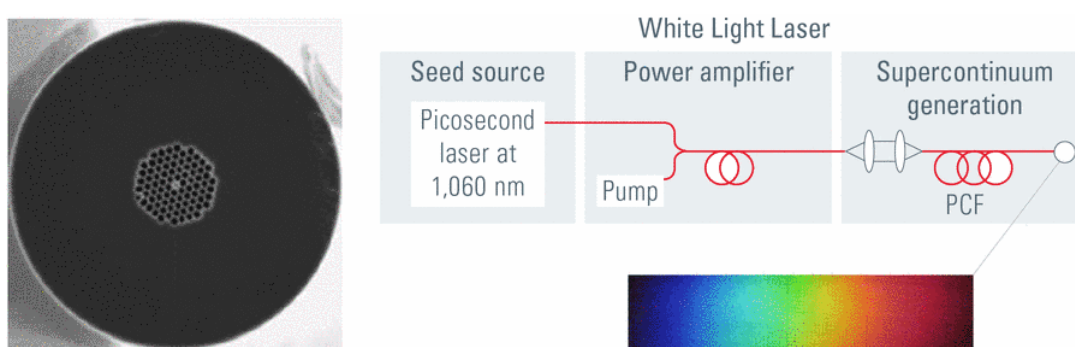 White Light Laser
Seed source
Picosecond
laser at
1,060 nm
Power amplifier
Pump
Supercontinuum
generation
PCF